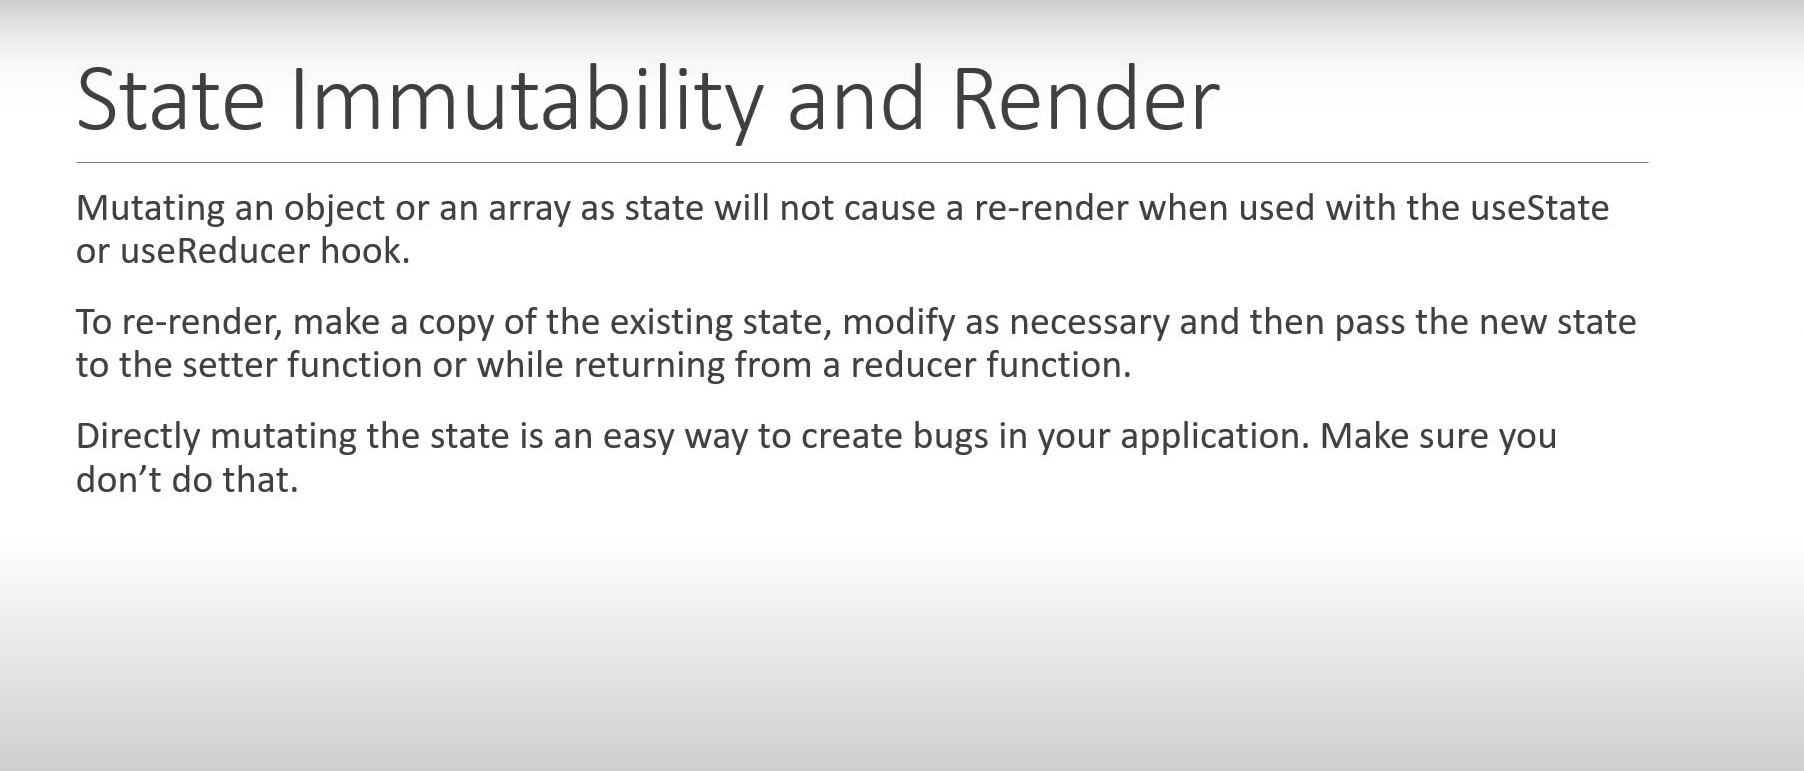 State Immutability and Render
Mutating an object or an array as state will not cause a re-render when used with the useState
or useReducer hook.
To re-render, make a copy of the existing state, modify as necessary and then pass the new state
to the setter function or while returning from a reducer function.
Directly mutating the state is an easy way to create bugs in your application. Make sure you
don’t do that.